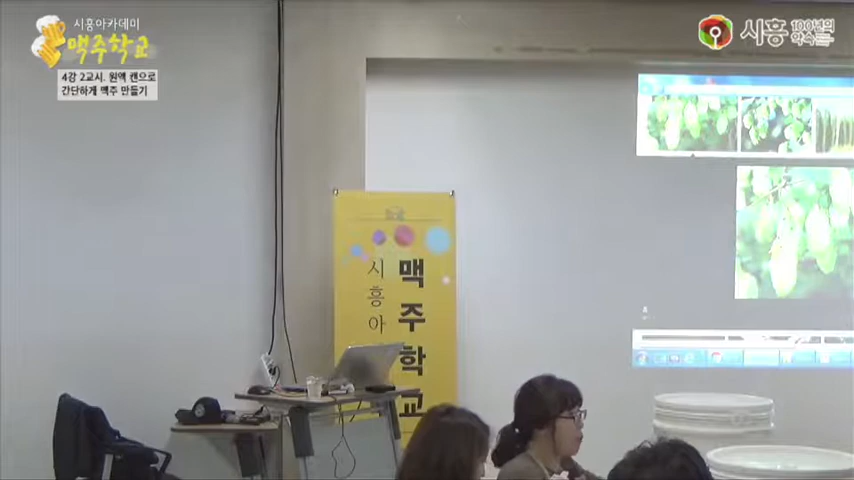 시흥아카데미
맥주학교
4강 2교시. 원액 캔으로
간단하게 맥주 만들기
시흥 100년의
약속
맥주학교
시흥아